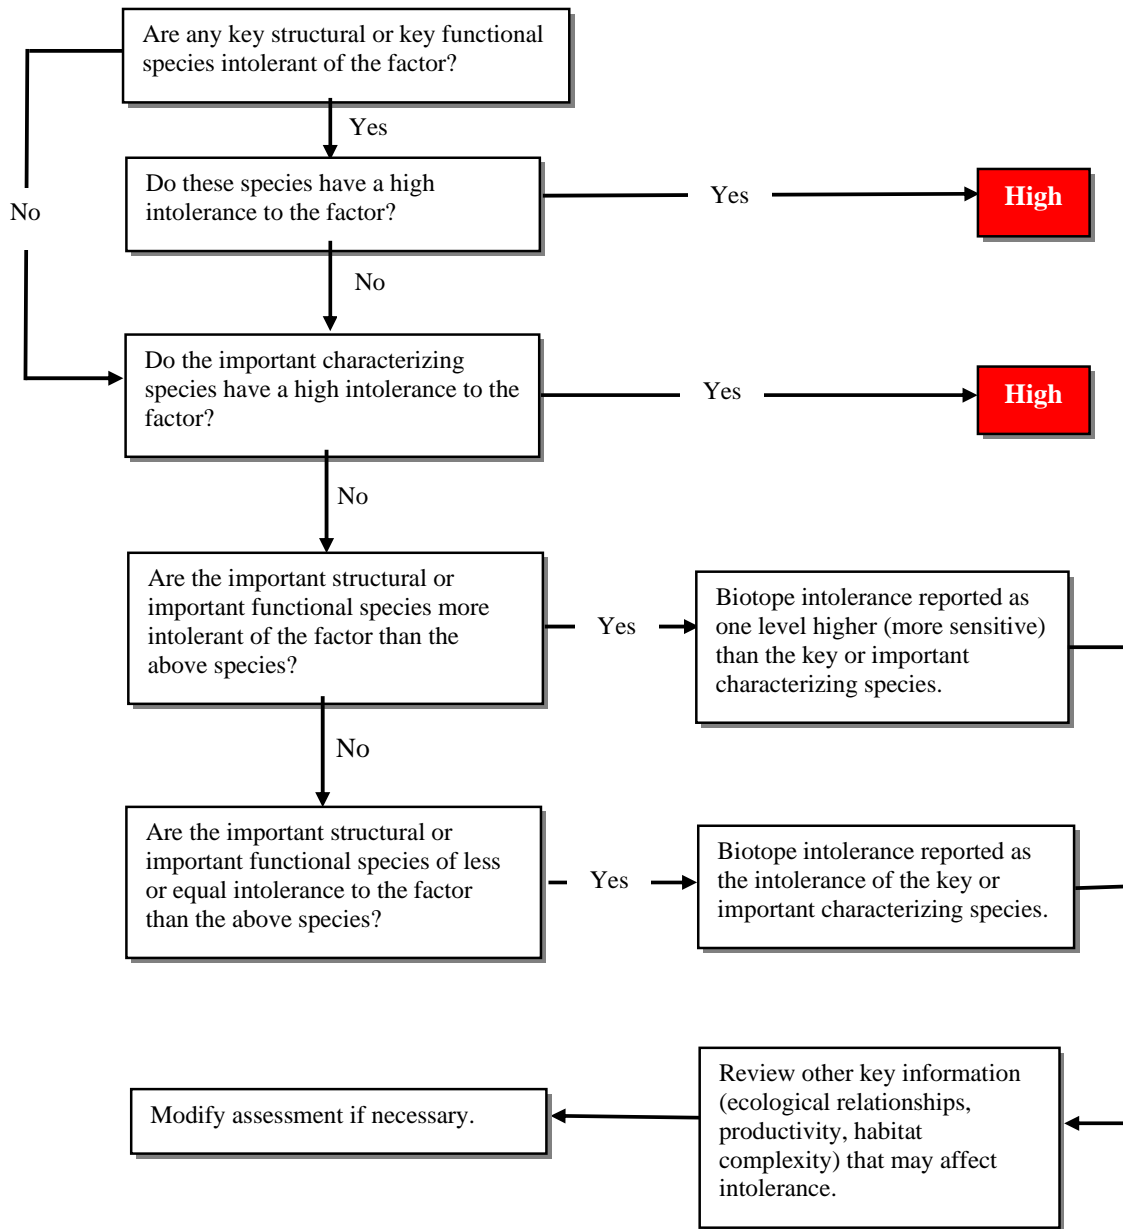 Are any key structural or key functional
species intolerant of the factor?
Yes
Do these species have a high
intolerance to the factor?
Yes
High
No
No
Do the important characterizing
species have a high intolerance to the
factor?
Yes
High
No
Are the important structural or
important functional species more
intolerant of the factor than the
above species?
Yes
Biotope intolerance reported as
one level higher (more sensitive)
than the key or important
characterizing species.
No
Are the important structural or
important functional species of less
or equal intolerance to the factor
than the above species?
Yes
Biotope intolerance reported as
the intolerance of the key or
important characterizing species.
Review other key information
(ecological relationships,
productivity, habitat
complexity) that may affect
intolerance.
Modify assessment if necessary.